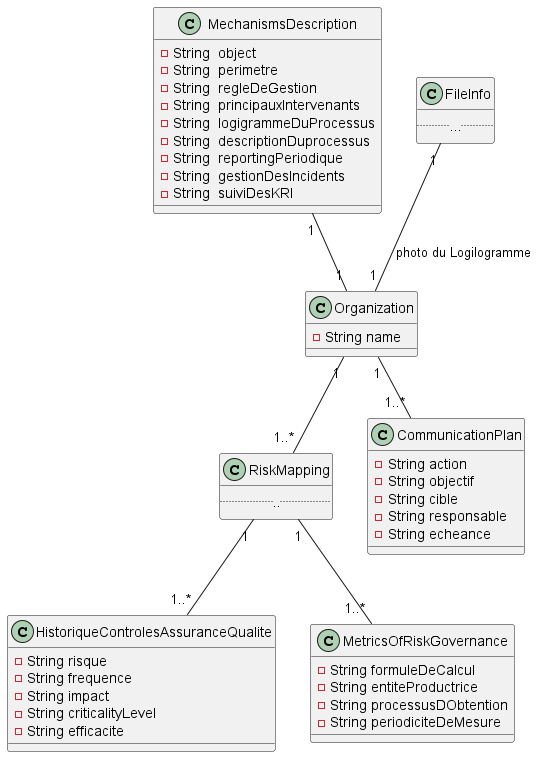 C MechanismsDescription
String object
String perimetre
String regleDeGestion
String principauxIntervenants
String logigrammeDuProcessus
String descriptionDuprocessus
String reportingPeriodique
String gestionDesIncidents
String suiviDesKRI
C FileInfo
...
1
1
photo du Logilogramme
1
1
C Organization
String name
1
1
1..*
1..*
C CommunicationPlan
String action
String objectif
String cible
String responsable
String echeance
C RiskMapping
..
1
1
1..*
1..*
C HistoriqueControlesAssuranceQualite
String risque
String frequence
String impact
String criticalityLevel
String efficacite
C MetricsOfRiskGovernance
String formuleDeCalcul
String entiteProductrice
String processusDObtention
String periodiciteDeMesure